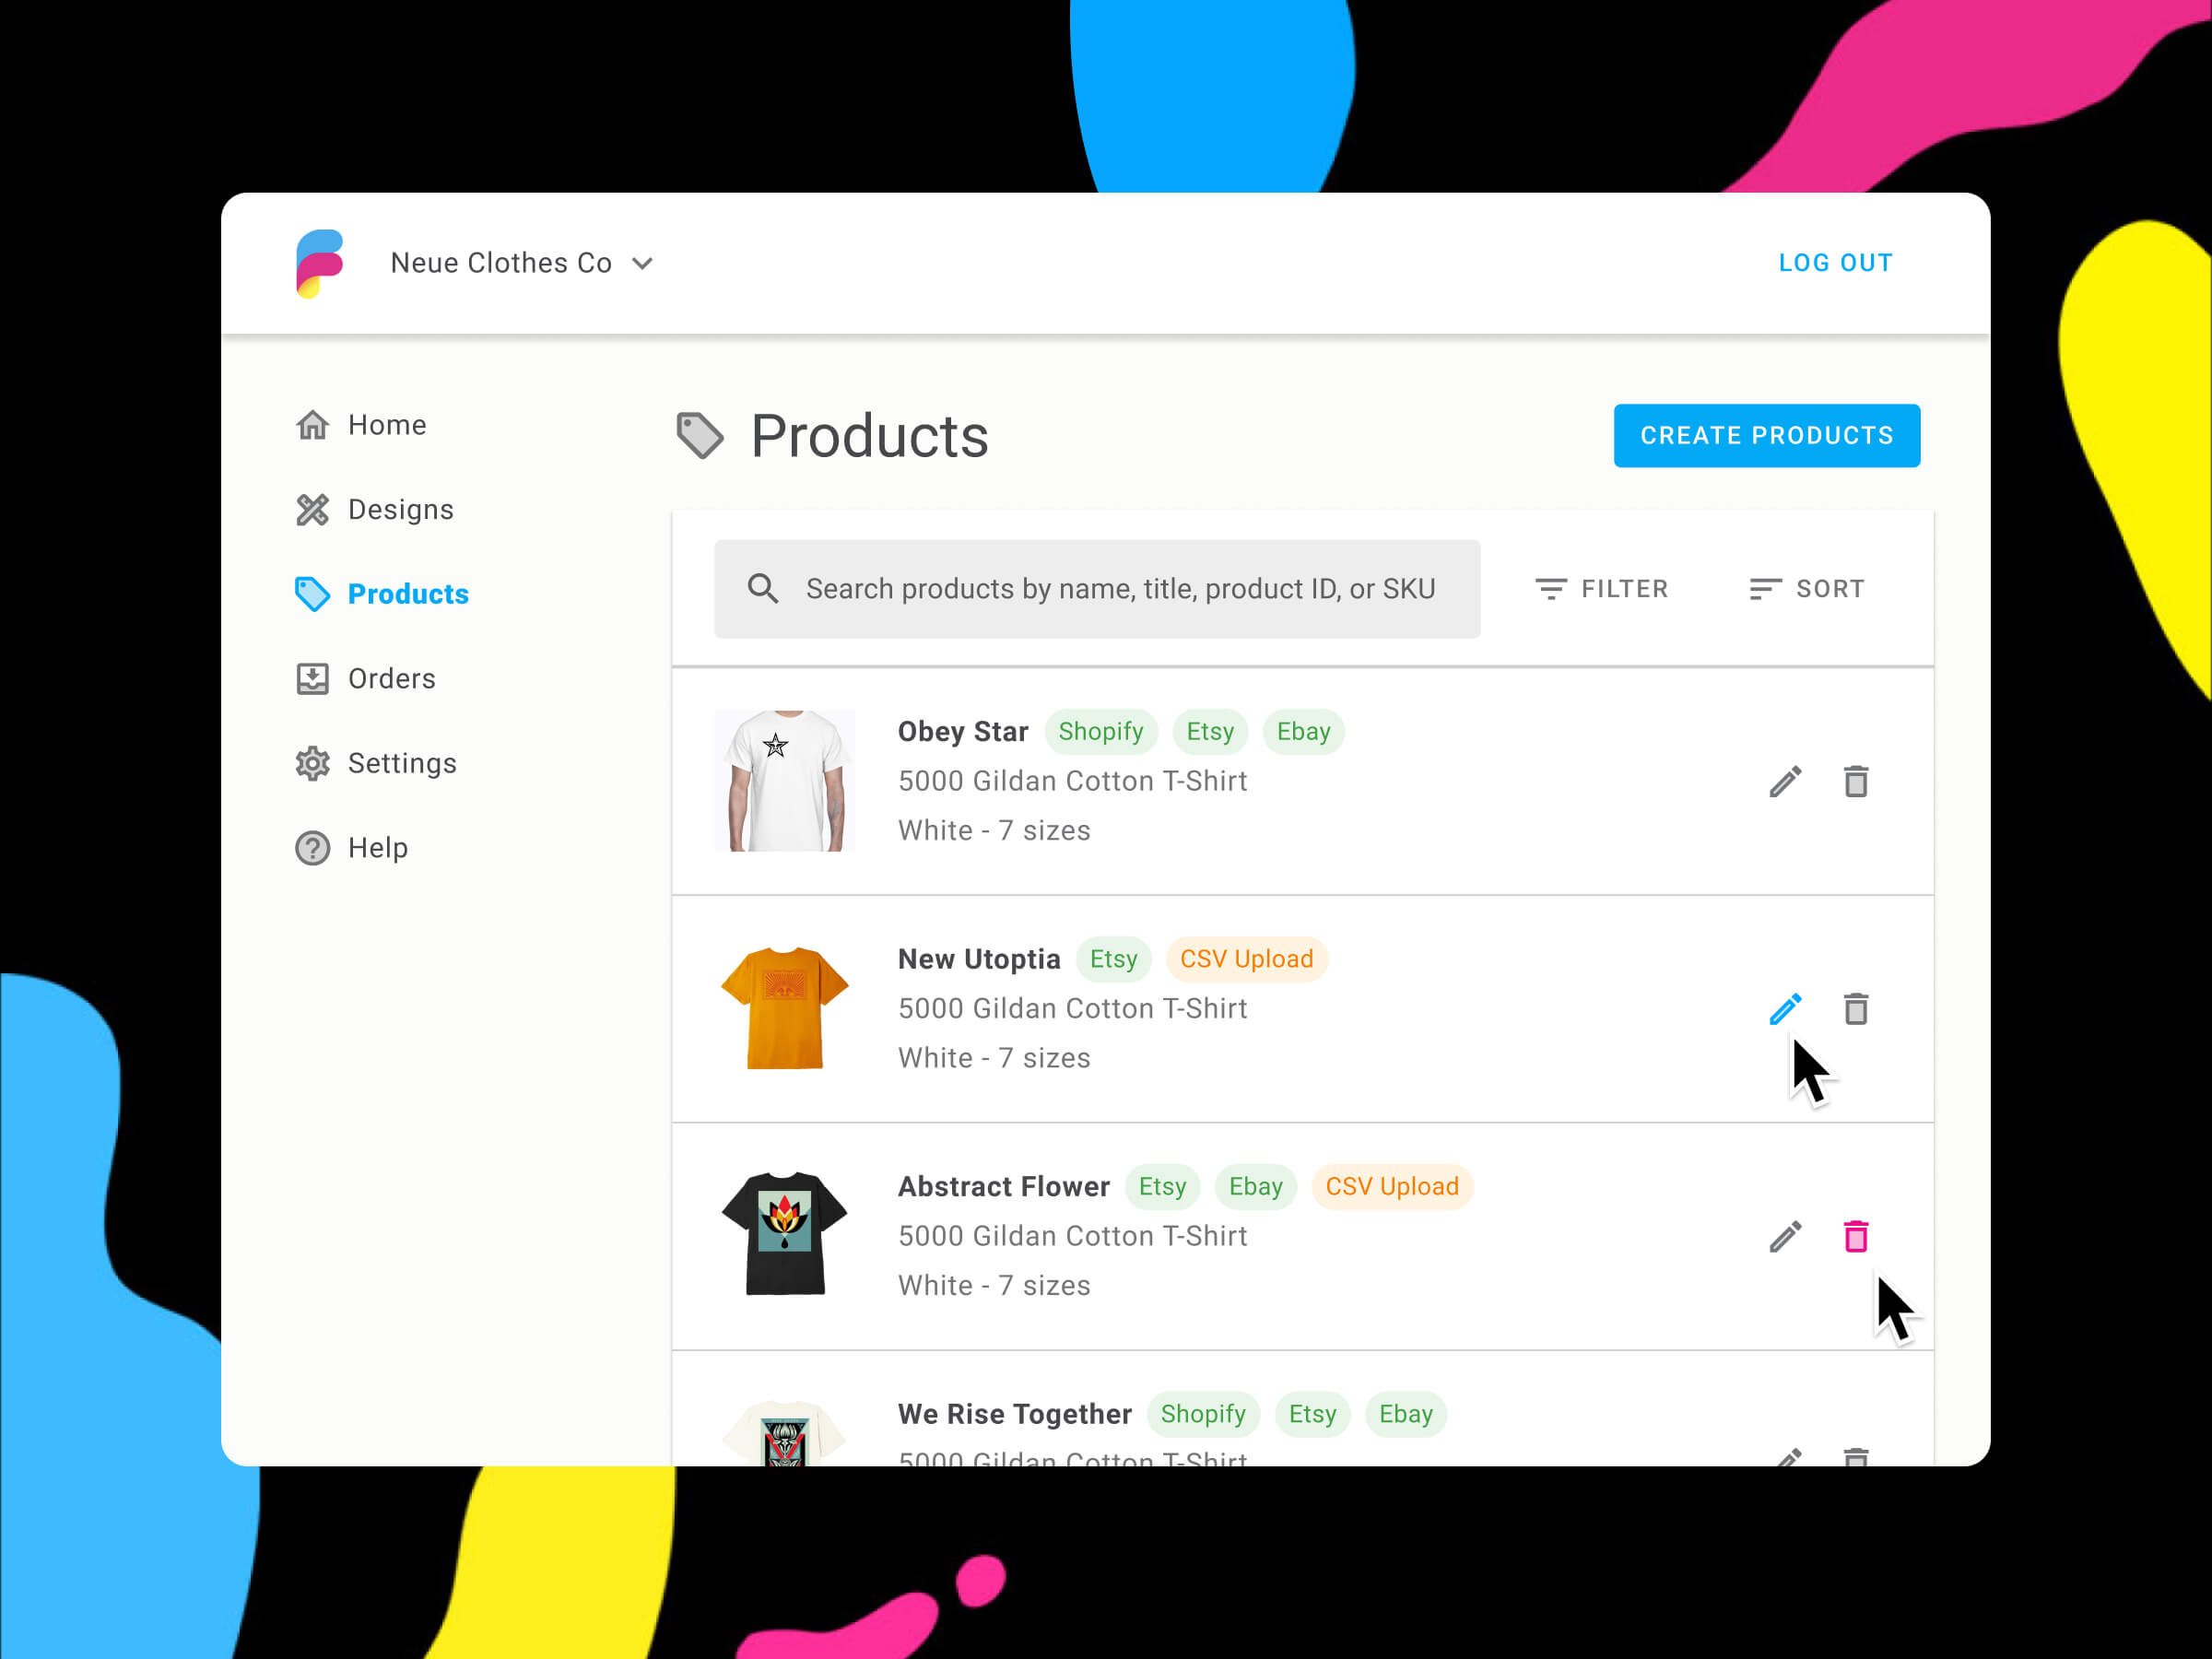 Neue Clothes Co
LOG OUT
Home
Designs
Products
Orders
Settings
Help
Products
CREATE PRODUCTS
Search products by name, title, product ID, or SKU
FILTER
SORT
Obey Star Shopify Etsy Ebay
5000 Gildan Cotton T-Shirt
White - 7 sizes
New Utoptia Etsy CSV Upload
5000 Gildan Cotton T-Shirt
White - 7 sizes
Abstract Flower Etsy Ebay CSV Upload
5000 Gildan Cotton T-Shirt
White - 7 sizes
We Rise Together Shopify Etsy Ebay
5000 Gildan Cotton T-Shirt